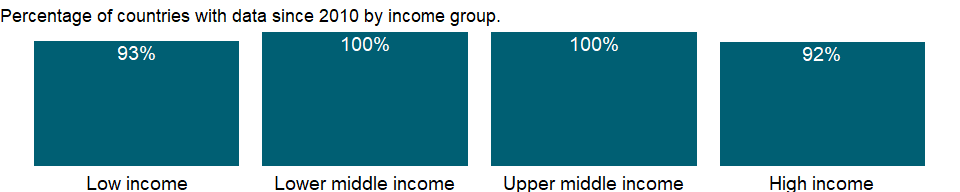 Percentage of countries with data since 2010 by income group.
93% 100% 100% 92%
Low income Lower middle income Upper middle income High income